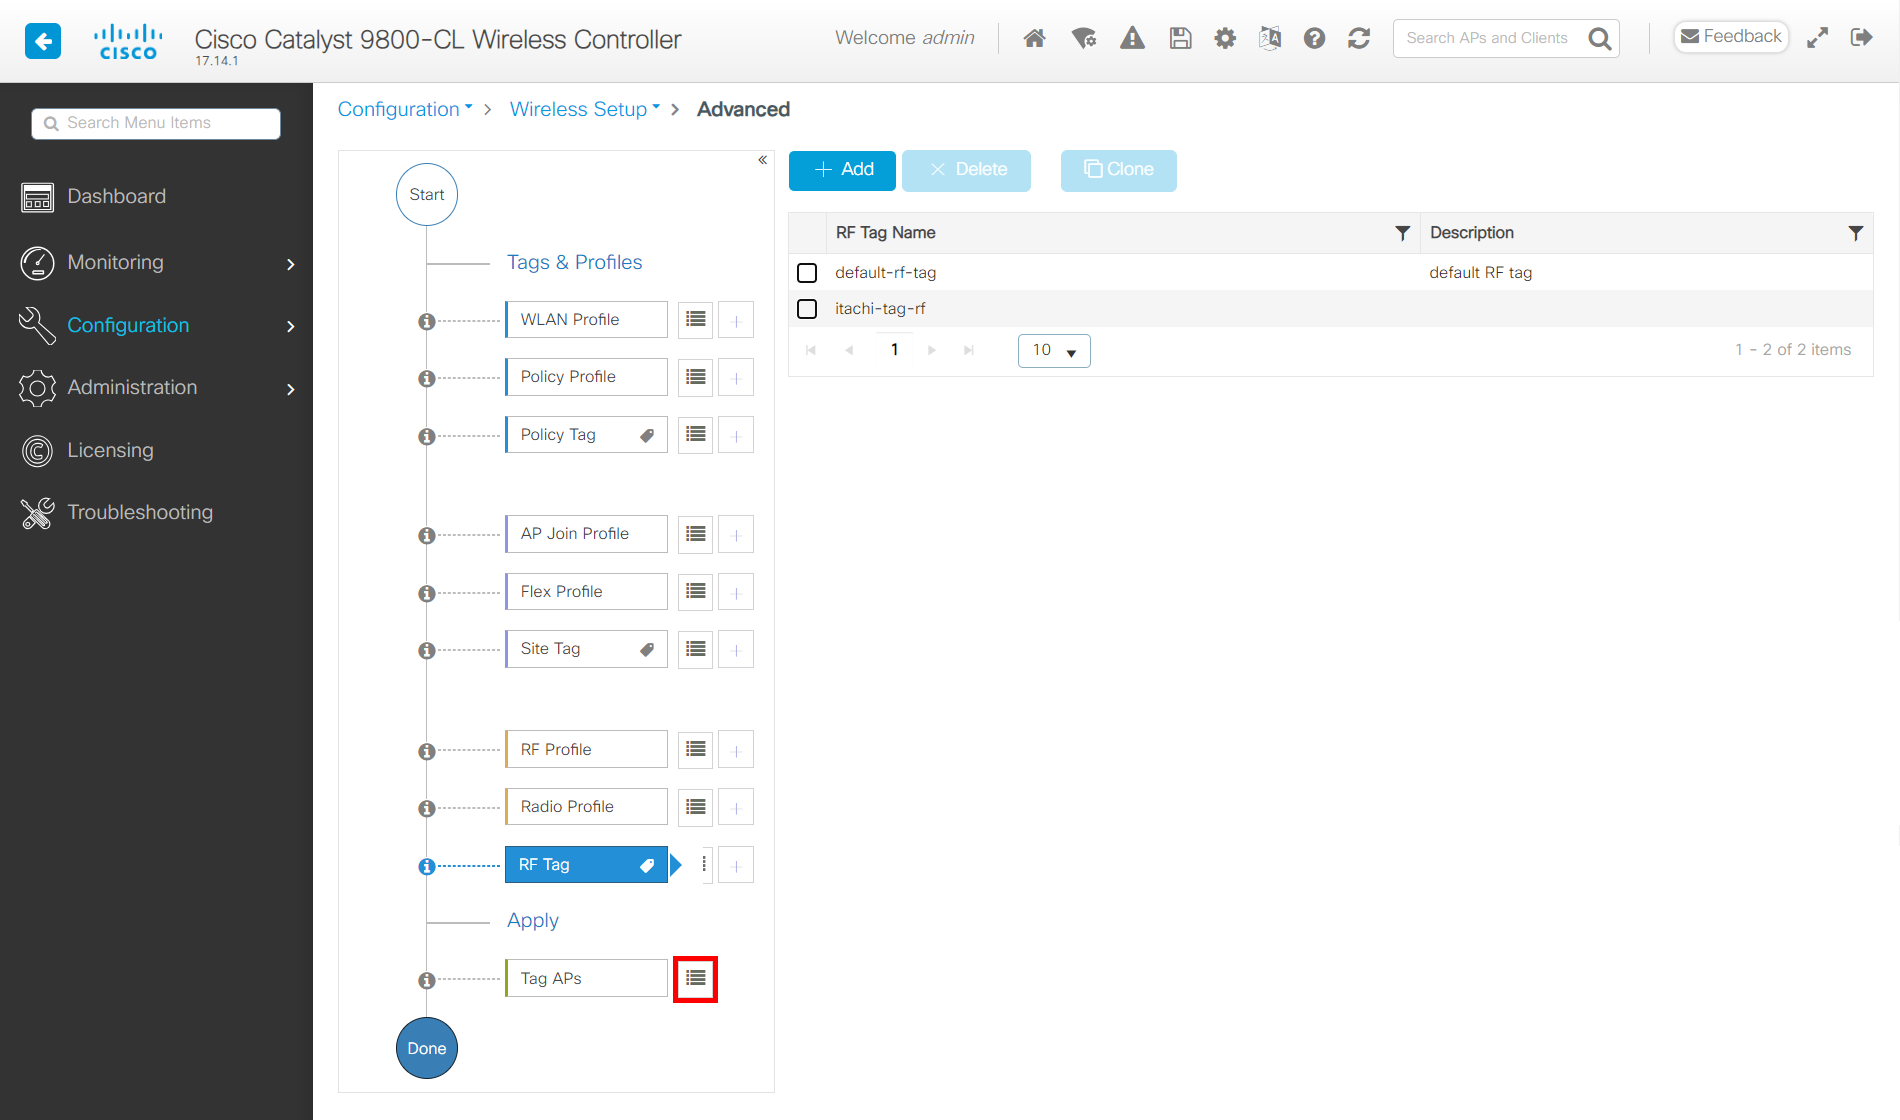 cisco
Cisco Catalyst 9800-CL Wireless Controller
17.14.1
Welcome admin
Search APs and Clients
Feedback
Search Menu Items
Dashboard
Monitoring
Configuration
Administration
Licensing
Troubleshooting
Configuration > Wireless Setup > Advanced
«
Start
Tags & Profiles
WLAN Profile
Policy Profile
Policy Tag
AP Join Profile
Flex Profile
Site Tag
RF Profile
Radio Profile
RF Tag
Apply
Tag APs
Done
+ Add
× Delete
Clone
RF Tag Name Description
default-rf-tag default RF tag
itachi-tag-rf
1 10 1 - 2 of 2 items